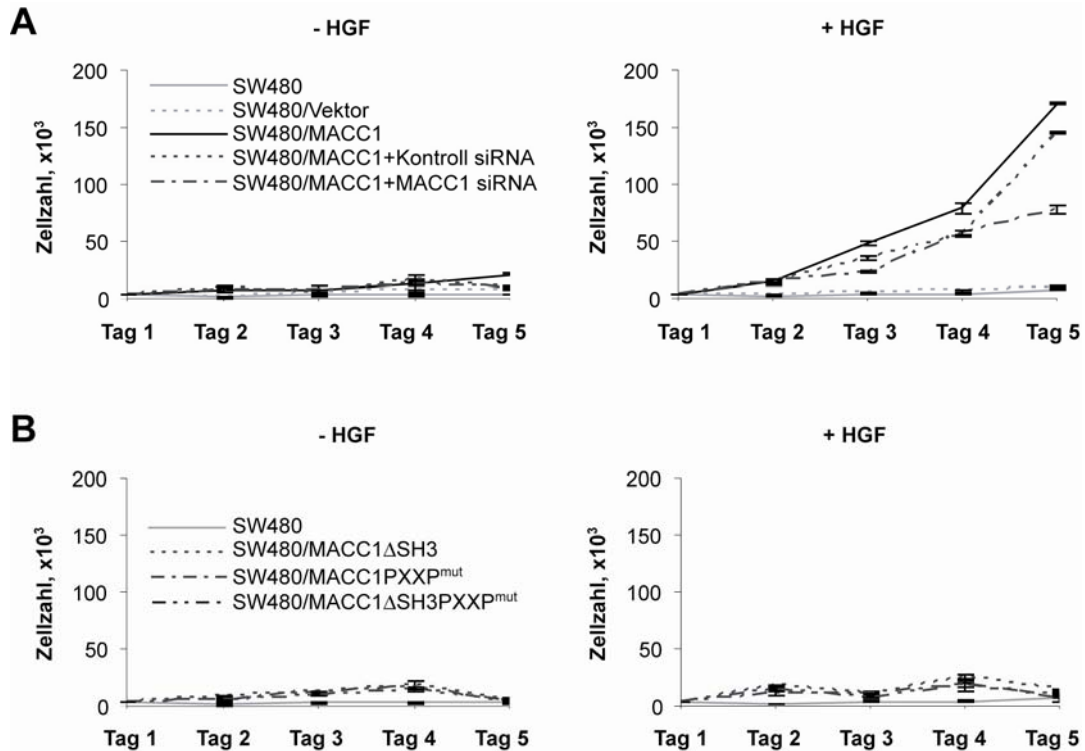 A
- HGF
+ HGF
Zellzahl, x10³
200
150
100
50
0
SW480
SW480/Vektor
SW480/MACC1
SW480/MACC1+Kontroll siRNA
SW480/MACC1+MACC1 siRNA
Tag 1 Tag 2 Tag 3 Tag 4 Tag 5
Zellzahl, x10³
200
150
100
50
0
Tag 1 Tag 2 Tag 3 Tag 4 Tag 5
B
- HGF
+ HGF
Zellzahl, x10³
200
150
100
50
0
SW480
SW480/MACC1ΔSH3
SW480/MACC1PXXPᵐᵘᵗ
SW480/MACC1ΔSH3PXXPᵐᵘᵗ
Tag 1 Tag 2 Tag 3 Tag 4 Tag 5
Zellzahl, x10³
200
150
100
50
0
Tag 1 Tag 2 Tag 3 Tag 4 Tag 5